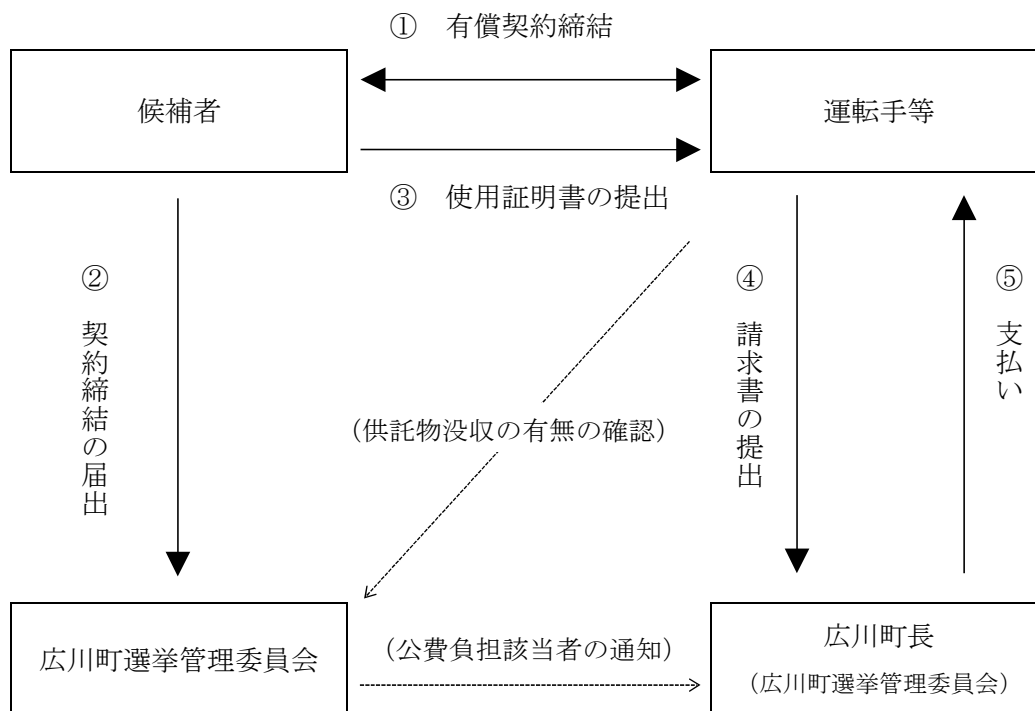 ① 有償契約締結
候補者
運転手等
③ 使用証明書の提出
② 契約締結の届出
④ 請求書の提出
⑤ 支払い
（供託物没収の有無の確認）
広川町選挙管理委員会
（公費負担該当者の通知）
広川町長
（広川町選挙管理委員会）